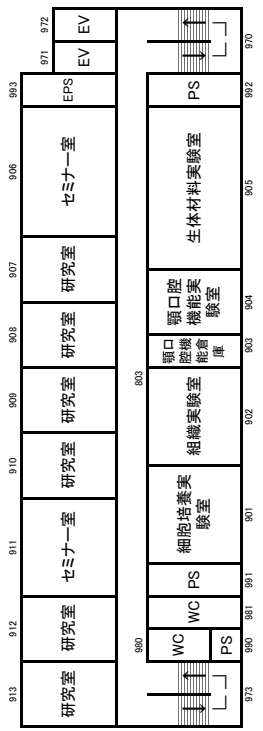 972
EV
971
EV
993
EPS
906
セミナー室
907
研究室
908
研究室
909
研究室
910
研究室
911
セミナー室
912
研究室
913
研究室
970
992
PS
905
生体材料実験室
904
顎口腔
機能実
験室
903
顎口
腔機
能倉
庫
803
902
組織実験室
901
細胞培養実
験室
991
PS
981
WC
980
WC
990
PS
973